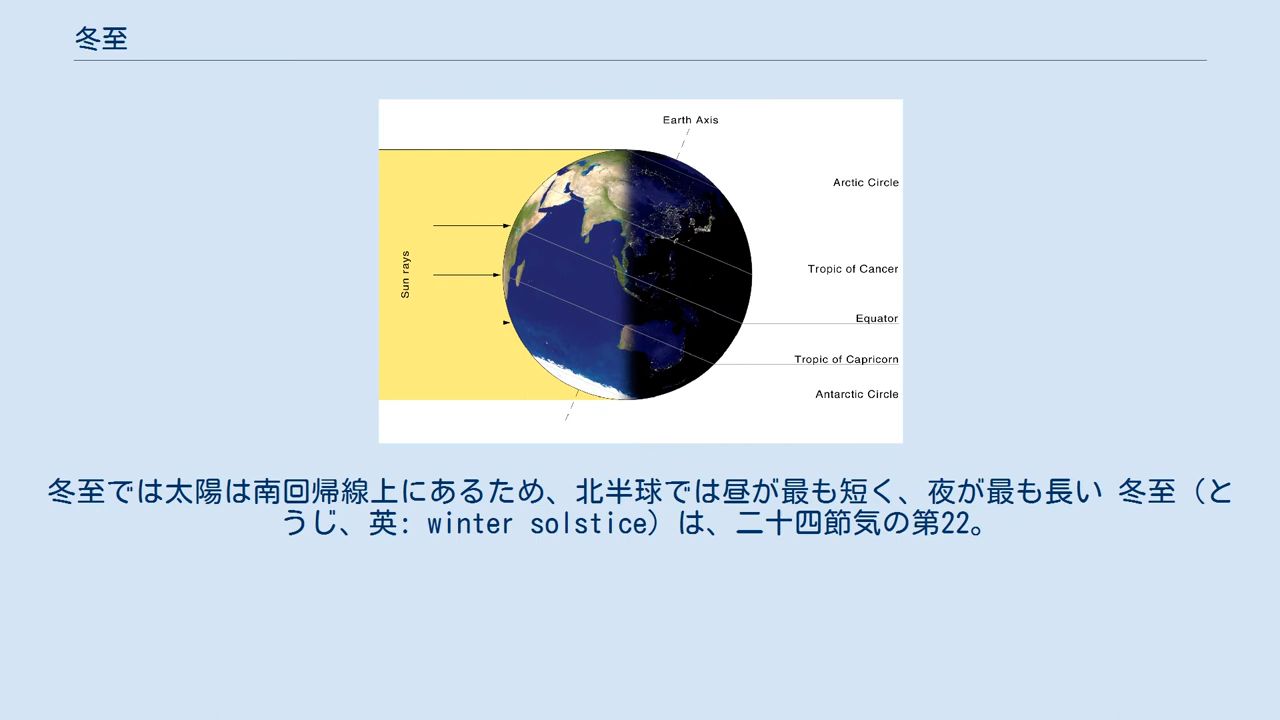 冬至
Earth Axis
Arctic Circle
Sun rays
Tropic of Cancer
Equator
Tropic of Capricorn
Antarctic Circle
冬至では太陽は南回帰線上にあるため、北半球では昼が最も短く、夜が最も長い 冬至（と
うじ、英: winter solstice）は、二十四節気の第22。